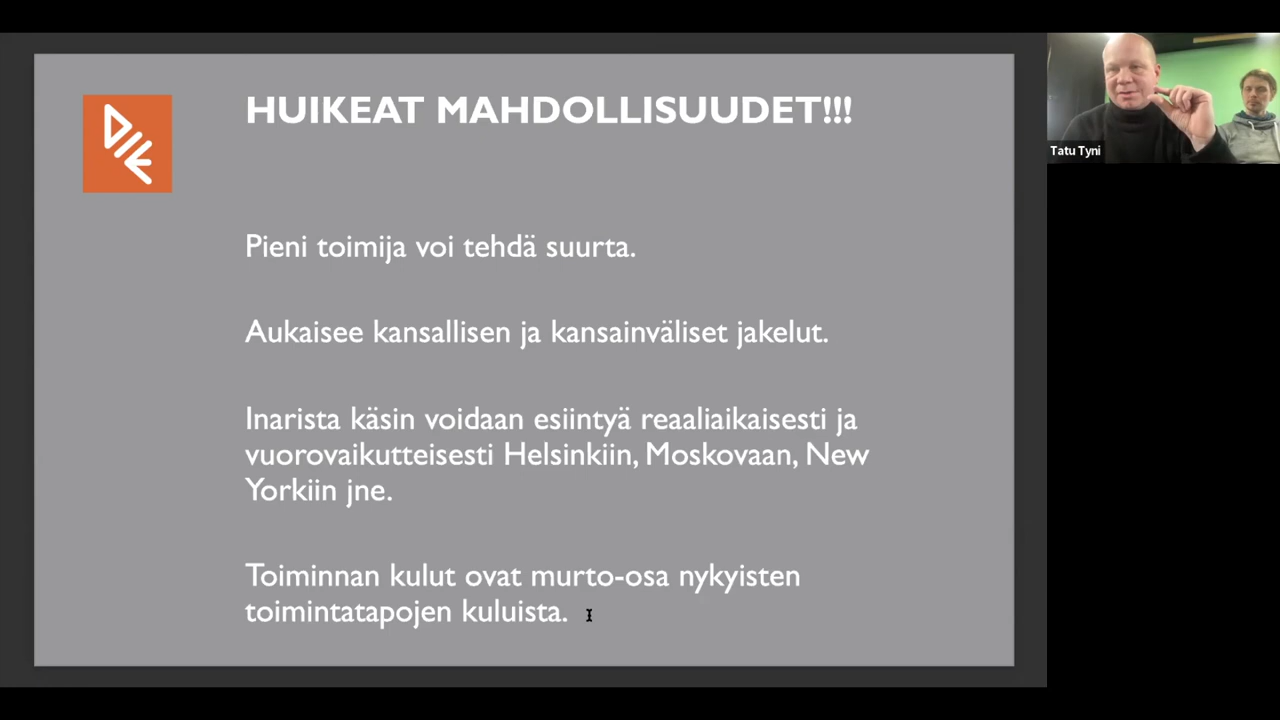 HUIKEAT MAHDOLLISUUDET!!!
Pieni toimija voi tehdä suurta.
Aukaisee kansallisen ja kansainväliset jakelut.
Inarista käsin voidaan esiintyä reaaliaikaisesti ja
vuorovaikutteisesti Helsinkiin, Moskovaan, New
Yorkiin jne.
Toiminnan kulut ovat murto-osa nykyisten
toimintatapojen kuluista.
Tatu Tyni